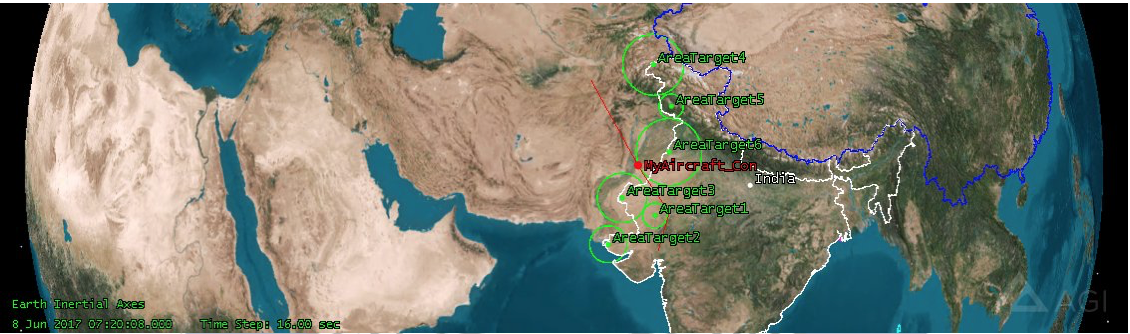 AreaTarget4
AreaTarget5
AreaTarget6
MyAircraft_Con
India
AreaTarget3
AreaTarget1
AreaTarget2
Earth Inertial Axes
8 Jun 2017 07:20:08.000 Time Step: 16.00 sec
AGI